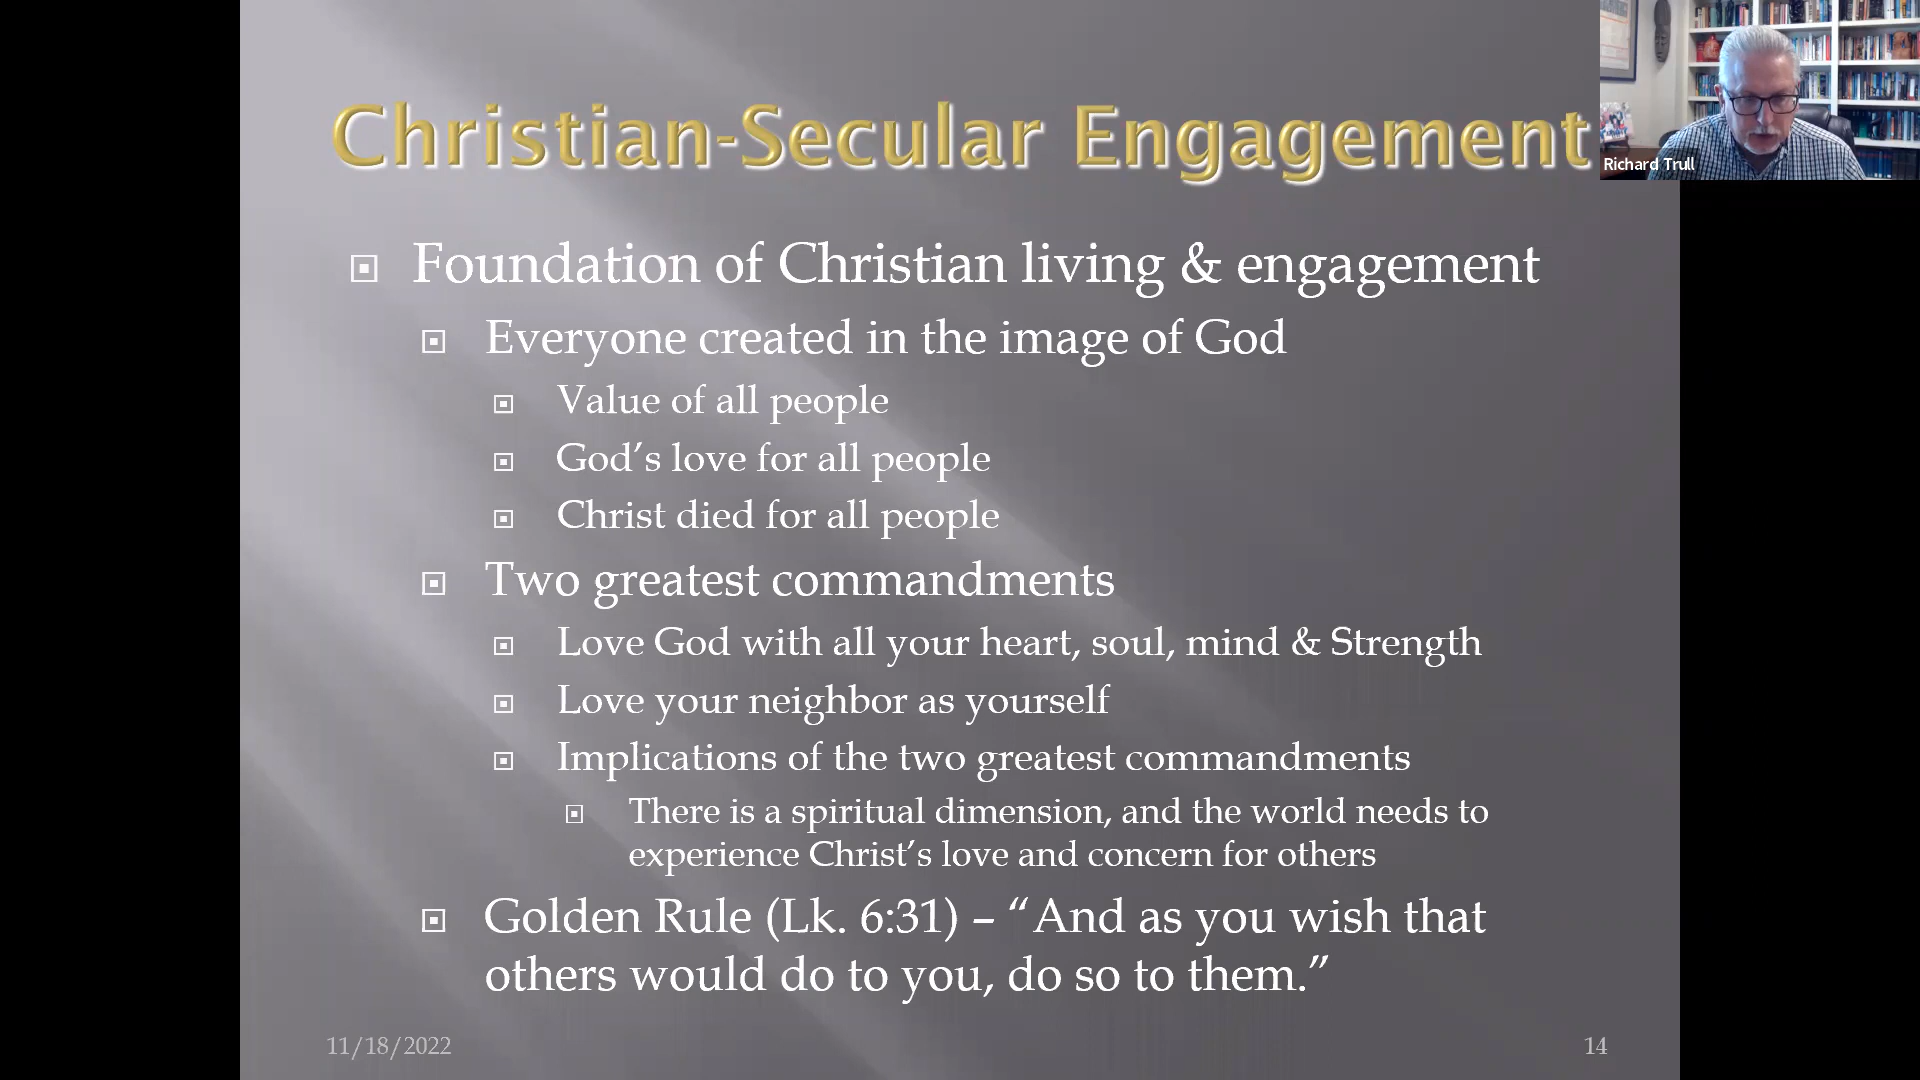 Christian-Secular Engagement
Richard Trull
Foundation of Christian living & engagement
Everyone created in the image of God
Value of all people
God’s love for all people
Christ died for all people
Two greatest commandments
Love God with all your heart, soul, mind & Strength
Love your neighbor as yourself
Implications of the two greatest commandments
There is a spiritual dimension, and the world needs to
experience Christ’s love and concern for others
Golden Rule (Lk. 6:31) – “And as you wish that
others would do to you, do so to them.”
11/18/2022
14